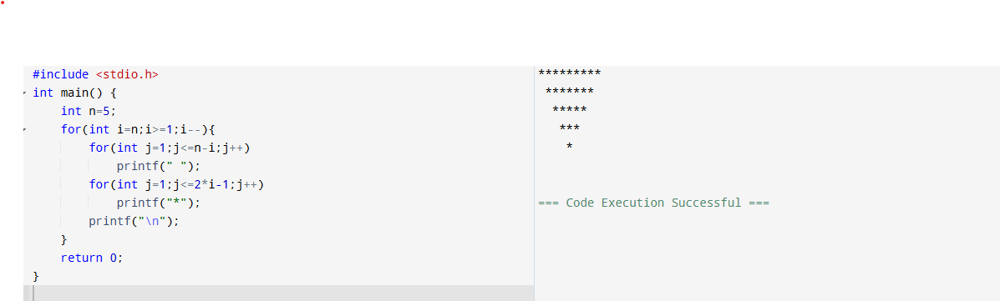 #include <stdio.h>
int main() {
    int n=5;
    for(int i=n;i>=1;i--){
        for(int j=1;j<=n-i;j++)
            printf(" ");
        for(int j=1;j<=2*i-1;j++)
            printf("*");
        printf("\n");
    }
    return 0;
}
*********
 *******
  *****
   ***
    *
=== Code Execution Successful ===